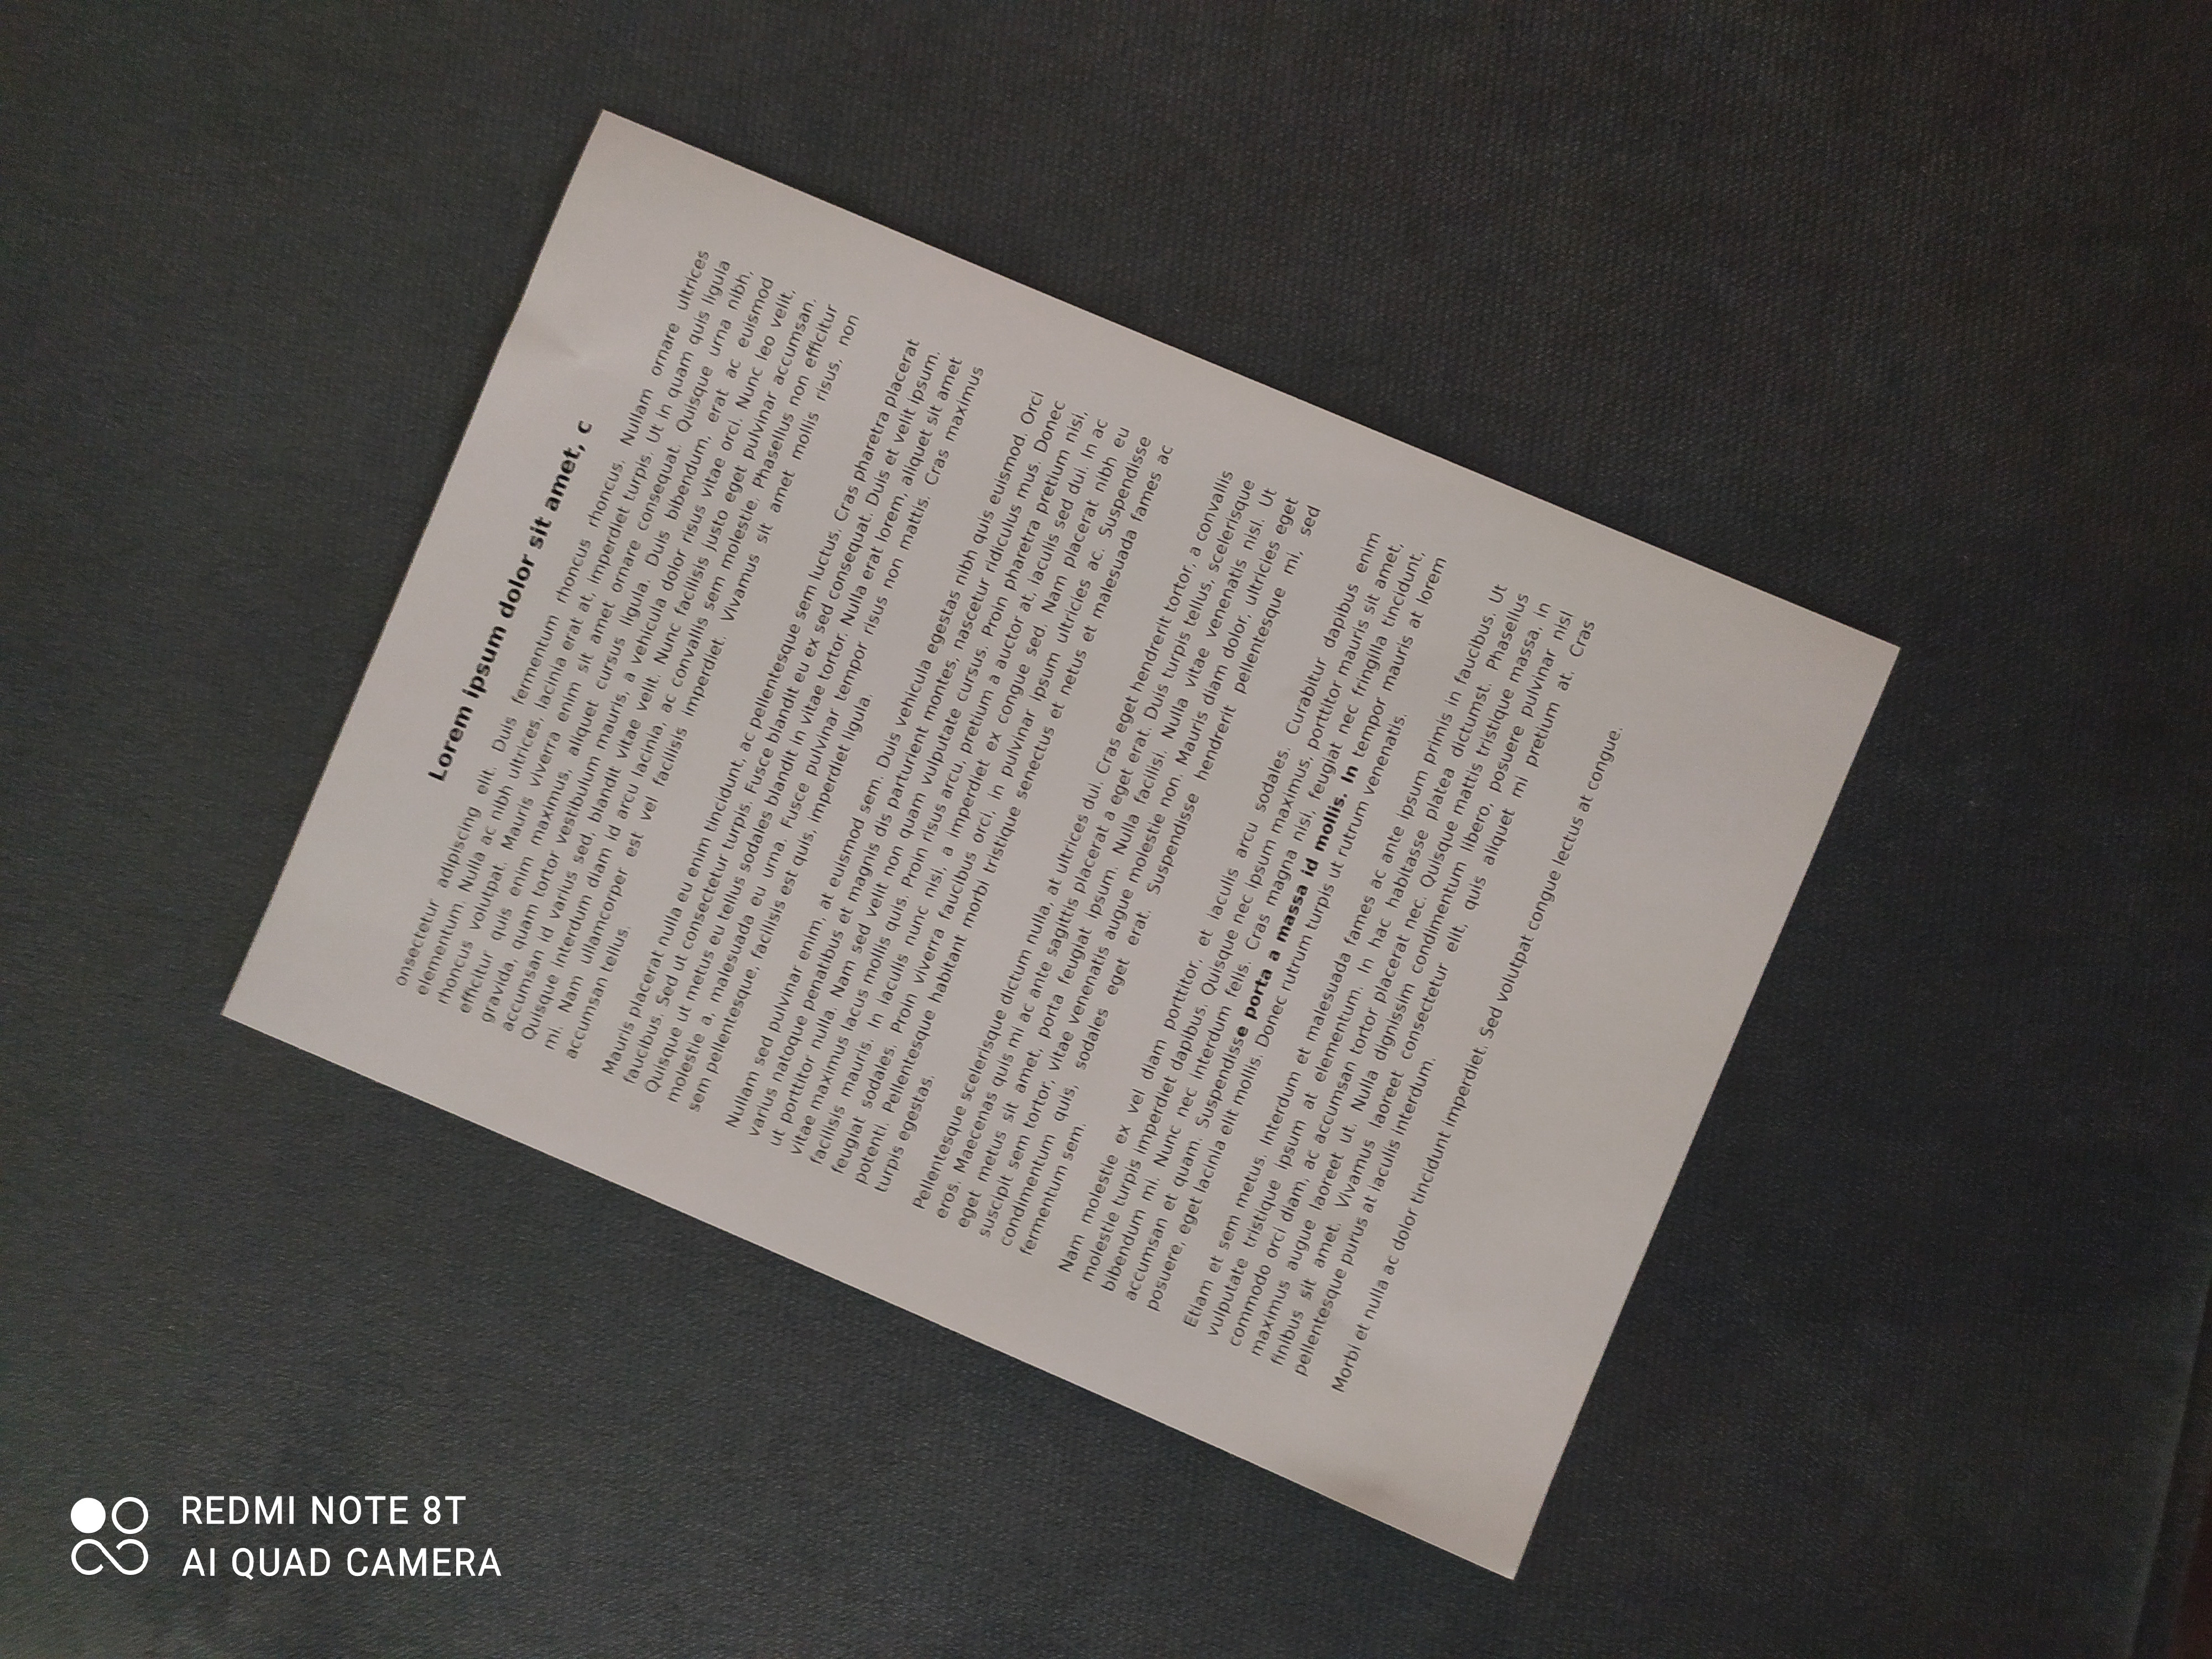 Lorem ipsum dolor sit amet, c
onsectetur adipiscing elit. Duis fermentum rhoncus rhoncus. Nullam ornare ultrices
elementum. Nulla ac nibh ultrices, lacinia erat at, imperdiet turpis. Ut in quam quis ligula
rhoncus volutpat. Mauris viverra enim sit amet ornare consequat. Quisque urna nibh,
efficitur quis enim maximus, aliquet cursus ligula. Duis bibendum, erat ac euismod
gravida, quam tortor vestibulum mauris, a vehicula dolor risus vitae orci. Nunc leo velit,
accumsan id varius sed, blandit vitae velit. Nunc facilisis justo eget pulvinar accumsan.
Quisque interdum diam id arcu lacinia, ac convallis sem molestie. Phasellus non efficitur
mi. Nam ullamcorper est vel facilisis imperdiet. Vivamus sit amet mollis risus, non
accumsan tellus.
Mauris placerat nulla eu enim tincidunt, ac pellentesque sem luctus. Cras pharetra placerat
faucibus. Sed ut consectetur turpis. Fusce blandit eu ex sed consequat. Duis et velit ipsum.
Quisque ut metus eu tellus sodales blandit in vitae tortor. Nulla erat lorem, aliquet sit amet
molestie a, malesuada eu urna. Fusce pulvinar tempor risus non mattis. Cras maximus
sem pellentesque, facilisis est quis, imperdiet ligula.
Nullam sed pulvinar enim, at euismod sem. Duis vehicula egestas nibh quis euismod. Orci
varius natoque penatibus et magnis dis parturient montes, nascetur ridiculus mus. Donec
ut porttitor nulla. Nam sed velit non quam vulputate cursus. Proin pharetra pretium nisi,
vitae maximus lacus mollis quis. Proin risus arcu, pretium a auctor at, iaculis sed dui. In ac
facilisis mauris. In iaculis nunc nisi, a imperdiet ex congue sed. Nam placerat nibh eu
feugiat sodales. Proin viverra faucibus orci, in pulvinar ipsum ultricies ac. Suspendisse
potenti. Pellentesque habitant morbi tristique senectus et netus et malesuada fames ac
turpis egestas.
Pellentesque scelerisque dictum nulla, at ultrices dui. Cras eget hendrerit tortor, a convallis
eros. Maecenas quis mi ac ante sagittis placerat a eget erat. Duis turpis tellus, scelerisque
eget metus sit amet, porta feugiat ipsum. Nulla facilisi. Nulla vitae venenatis nisl. Ut
suscipit sem tortor, vitae venenatis augue molestie non. Mauris diam dolor, ultricies eget
condimentum quis, sodales eget erat. Suspendisse hendrerit pellentesque mi, sed
fermentum sem.
Nam molestie ex vel diam porttitor, et iaculis arcu sodales. Curabitur dapibus enim
molestie turpis imperdiet dapibus. Quisque nec ipsum maximus, porttitor mauris sit amet,
bibendum mi. Nunc nec interdum felis. Cras magna nisi, feugiat nec fringilla tincidunt,
accumsan et quam. Suspendisse porta a massa id mollis. In tempor mauris at lorem
posuere, eget lacinia elit mollis. Donec rutrum turpis ut rutrum venenatis.
Etiam et sem metus. Interdum et malesuada fames ac ante ipsum primis in faucibus. Ut
vulputate tristique ipsum at elementum. In hac habitasse platea dictumst. Phasellus
commodo orci diam, ac accumsan tortor placerat nec. Quisque mattis tristique massa, in
maximus augue laoreet ut. Nulla dignissim condimentum libero, posuere pulvinar nisl
finibus sit amet. Vivamus laoreet consectetur elit, quis aliquet mi pretium at. Cras
pellentesque purus at iaculis interdum.
Morbi et nulla ac dolor tincidunt imperdiet. Sed volutpat congue lectus at congue.
REDMI NOTE 8T
AI QUAD CAMERA